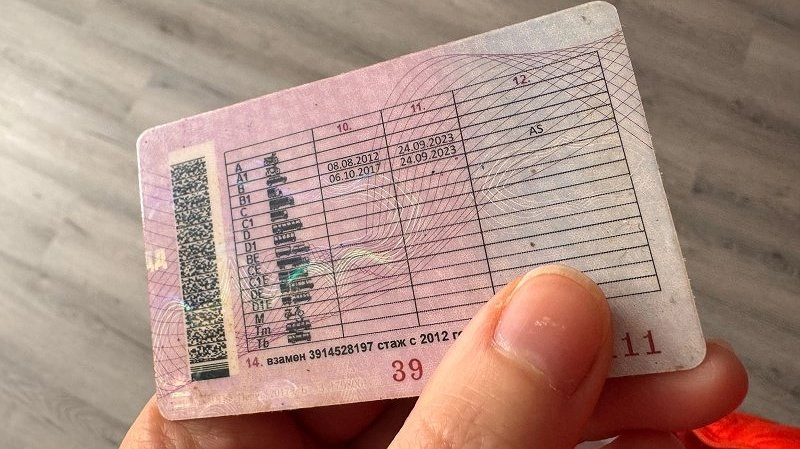 10. 11. 12.
A
A1
B 08.08.2012 24.09.2023
B1 06.10.2017 24.09.2023 AS
C
C1
D
D1
BE
CE
C1E
DE
D1E
M
Tm
Tb
14. взамен 3914528197 стаж с 2012
39 111